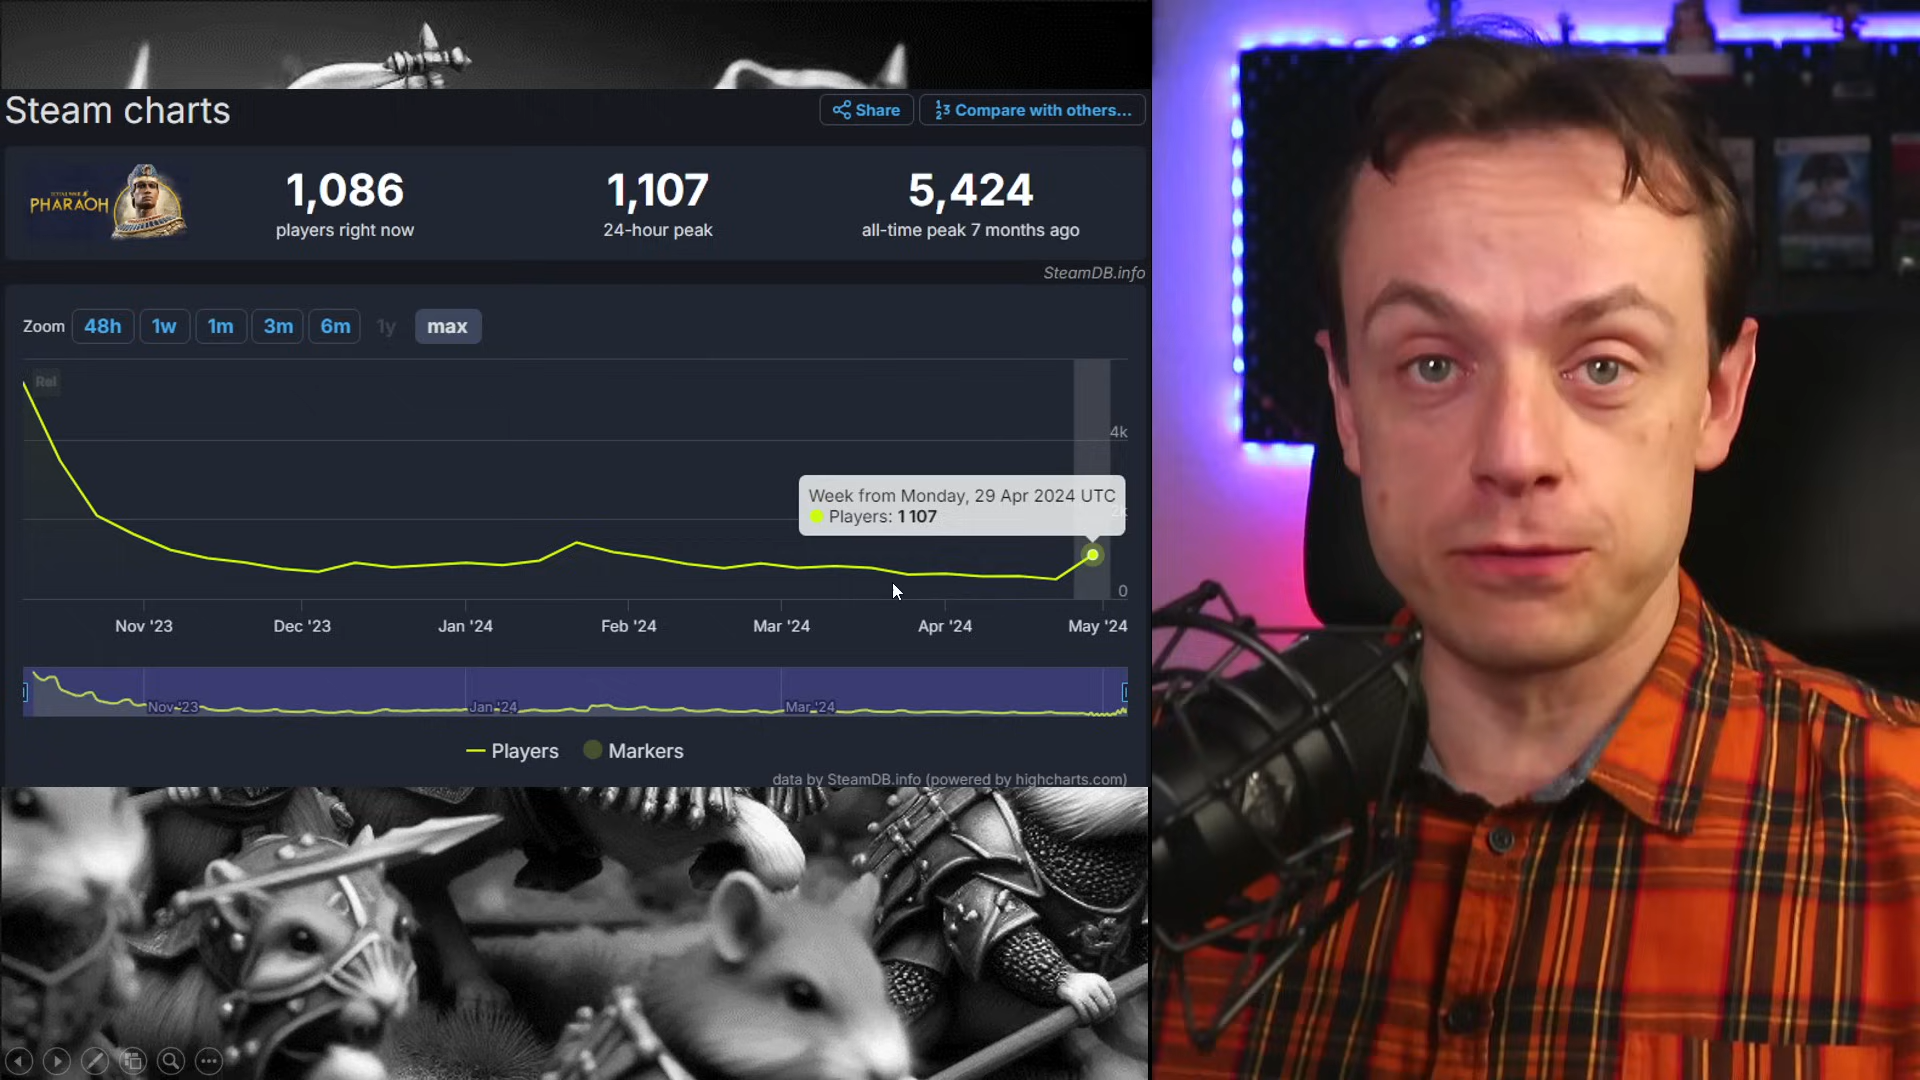 Steam charts
Share
Compare with others...
PHARAOH
1,086
players right now
1,107
24-hour peak
5,424
all-time peak 7 months ago
SteamDB.info
Zoom 48h 1w 1m 3m 6m 1y max
Rel
4k
Week from Monday, 29 Apr 2024 UTC
Players: 1 107
2k
0
Nov '23 Dec '23 Jan '24 Feb '24 Mar '24 Apr '24 May '24
Nov '23 Jan '24 Mar '24
Players Markers
data by SteamDB.info (powered by highcharts.com)